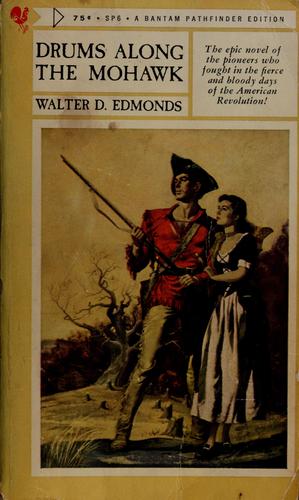 75¢ • SP6 • A BANTAM PATHFINDER EDITION
DRUMS ALONG
THE MOHAWK
WALTER D. EDMONDS
The epic novel of
the pioneers who
fought in the fierce
and bloody days
of the American
Revolution!